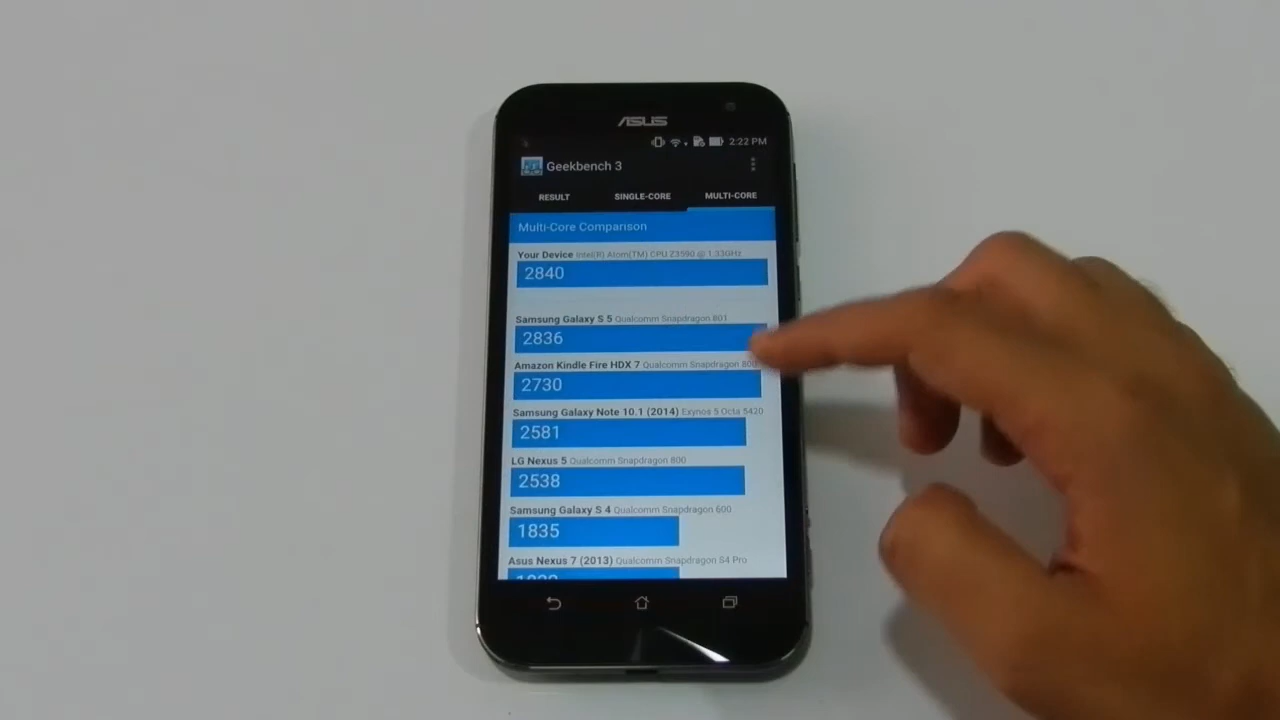 ASUS
2:22 PM
Geekbench 3
RESULT SINGLE-CORE MULTI-CORE
Multi-Core Comparison
Your Device Intel(R) Atom(TM) CPU Z3590 @ 1.33GHz
2840
Samsung Galaxy S 5 Qualcomm Snapdragon 801
2836
Amazon Kindle Fire HDX 7 Qualcomm Snapdragon 800
2730
Samsung Galaxy Note 10.1 (2014) Exynos 5 Octa 5420
2581
LG Nexus 5 Qualcomm Snapdragon 800
2538
Samsung Galaxy S 4 Qualcomm Snapdragon 600
1835
Asus Nexus 7 (2013) Qualcomm Snapdragon S4 Pro